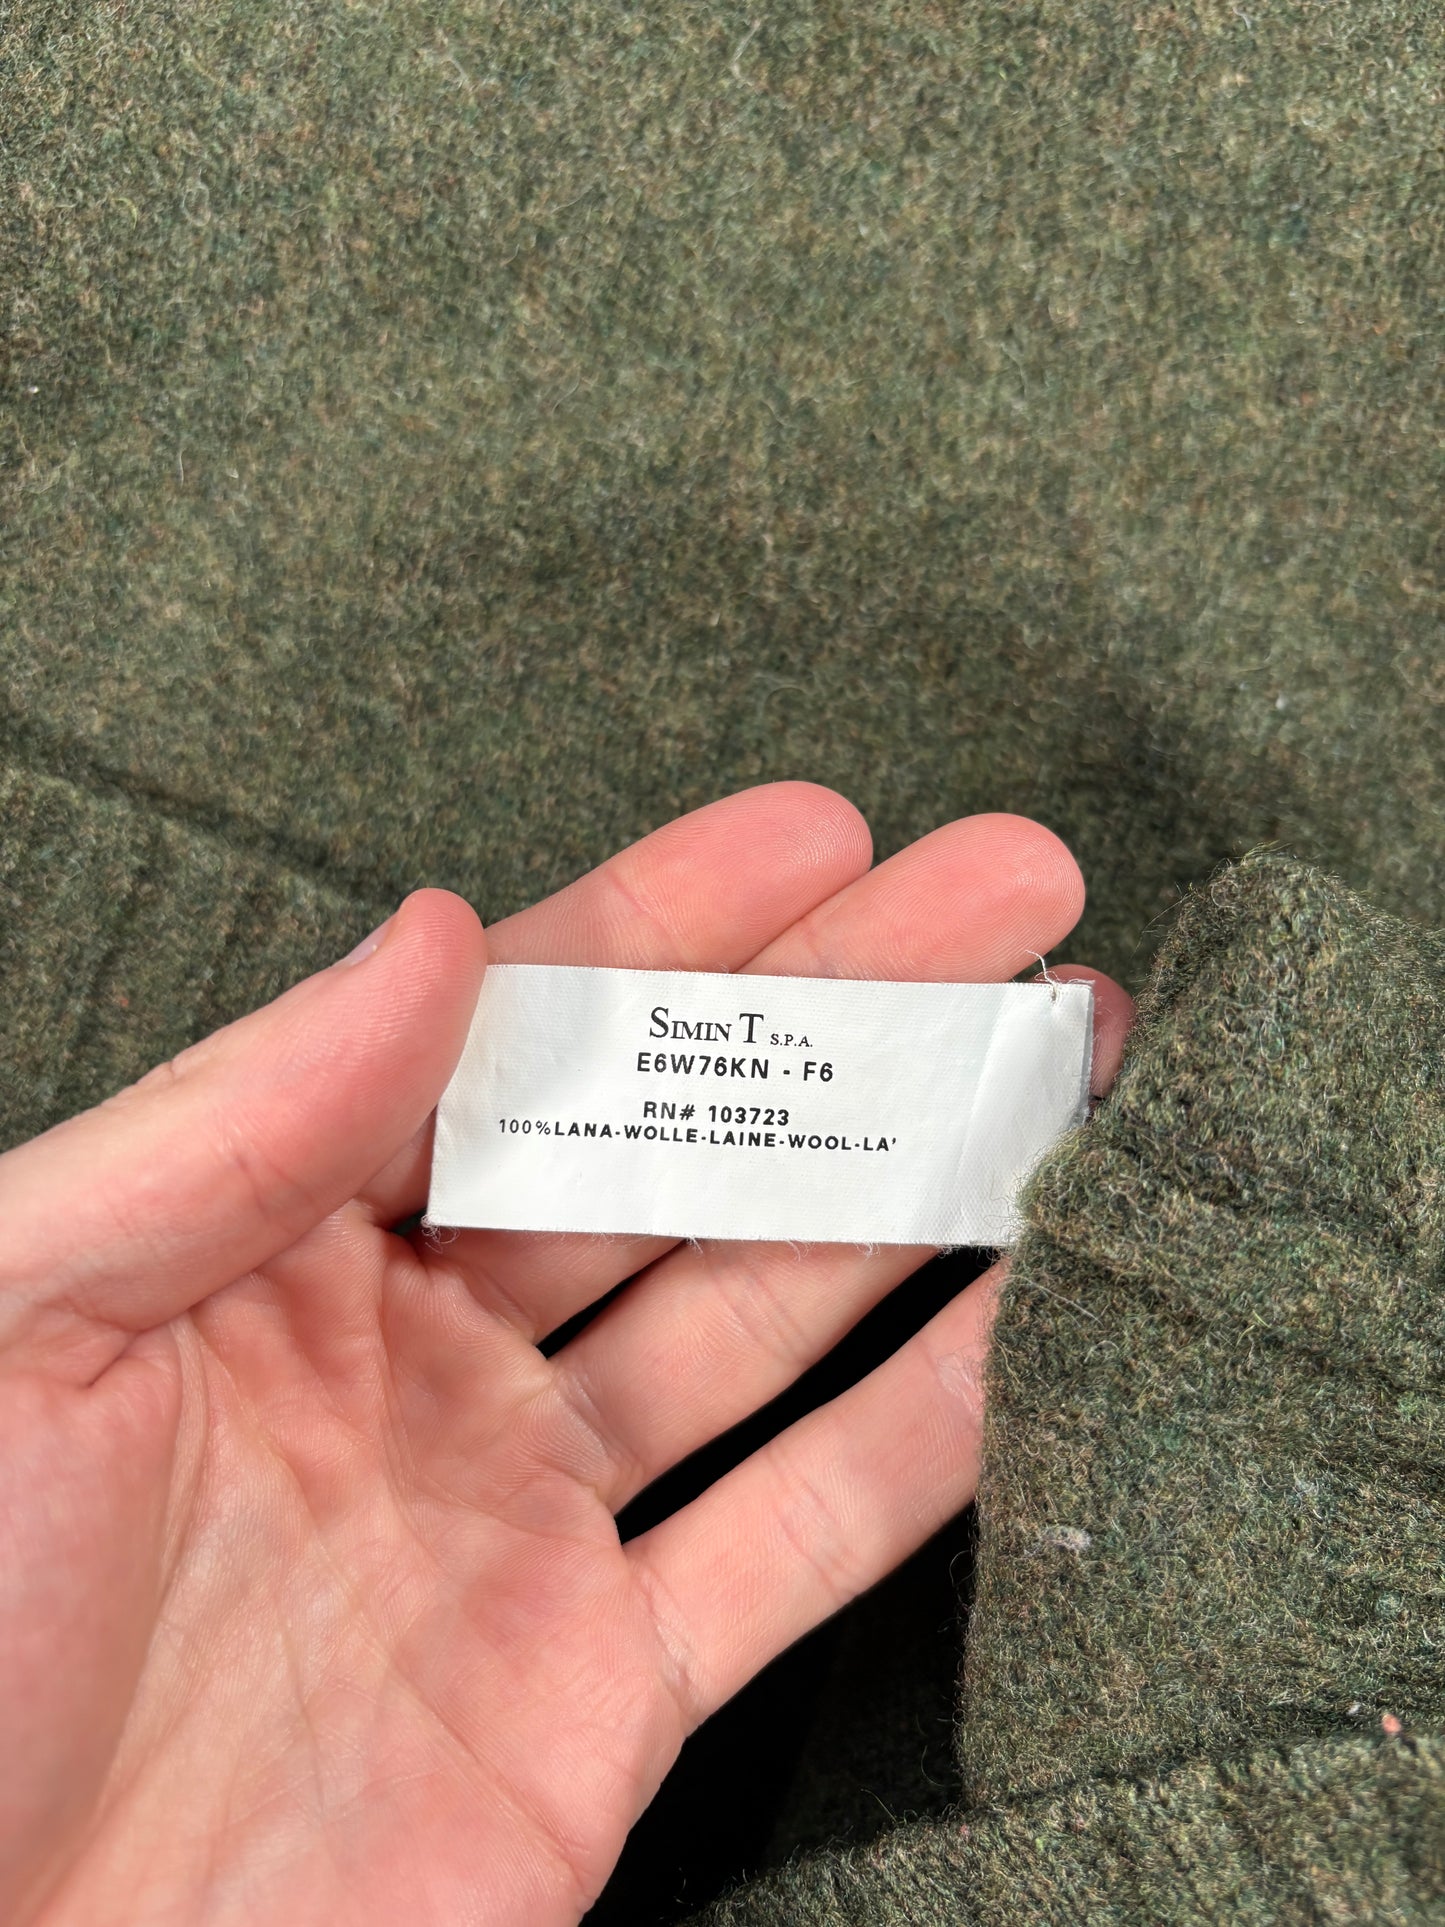 SIMIN T S.P.A.
E6W76KN - F6
RN# 103723
100%LANA-WOLLE-LAINE-WOOL-LA'